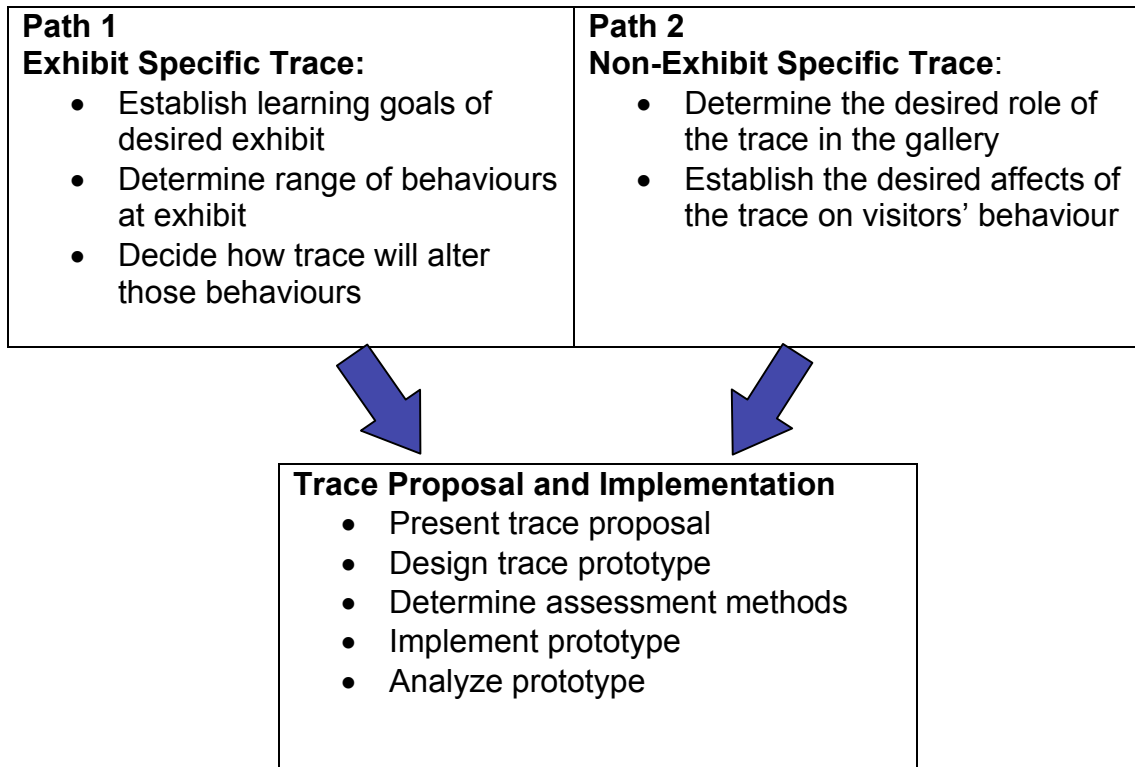 Path 1
Exhibit Specific Trace:
• Establish learning goals of
desired exhibit
• Determine range of behaviours
at exhibit
• Decide how trace will alter
those behaviours
Path 2
Non-Exhibit Specific Trace:
• Determine the desired role of
the trace in the gallery
• Establish the desired affects of
the trace on visitors’ behaviour
Trace Proposal and Implementation
• Present trace proposal
• Design trace prototype
• Determine assessment methods
• Implement prototype
• Analyze prototype